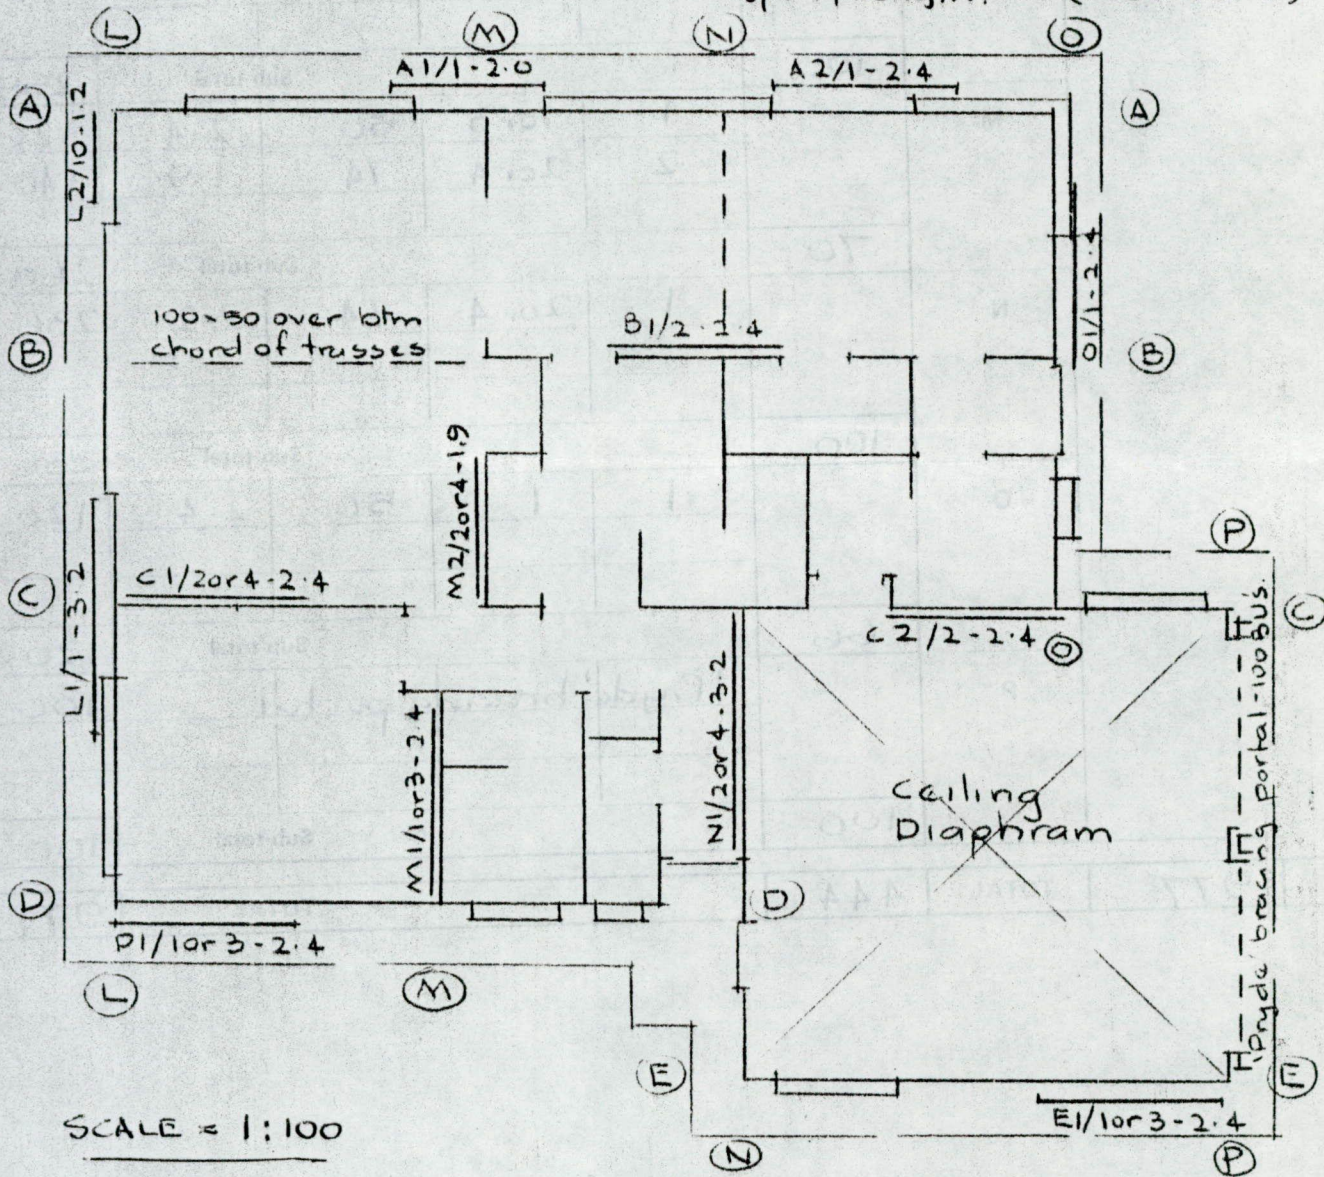 L M N O
A1/1-2.0 A2/1-2.4
A A
L2/10-1.2
O1/1-2.4
100×50 over btm
chord of trusses
B1/2-2.4
B B
M2/2or4-1.9
P
C1/2or4-2.4
C C
C2/2-2.4 O
L1/1-3.2
N1/2or4-3.2
M1/1or3-2.4
Ceiling
Diaphram
'Pryda' bracing portal-100BU's.
D D
D1/1or3-2.4
L M
E E
E1/1or3-2.4
SCALE = 1:100
N P